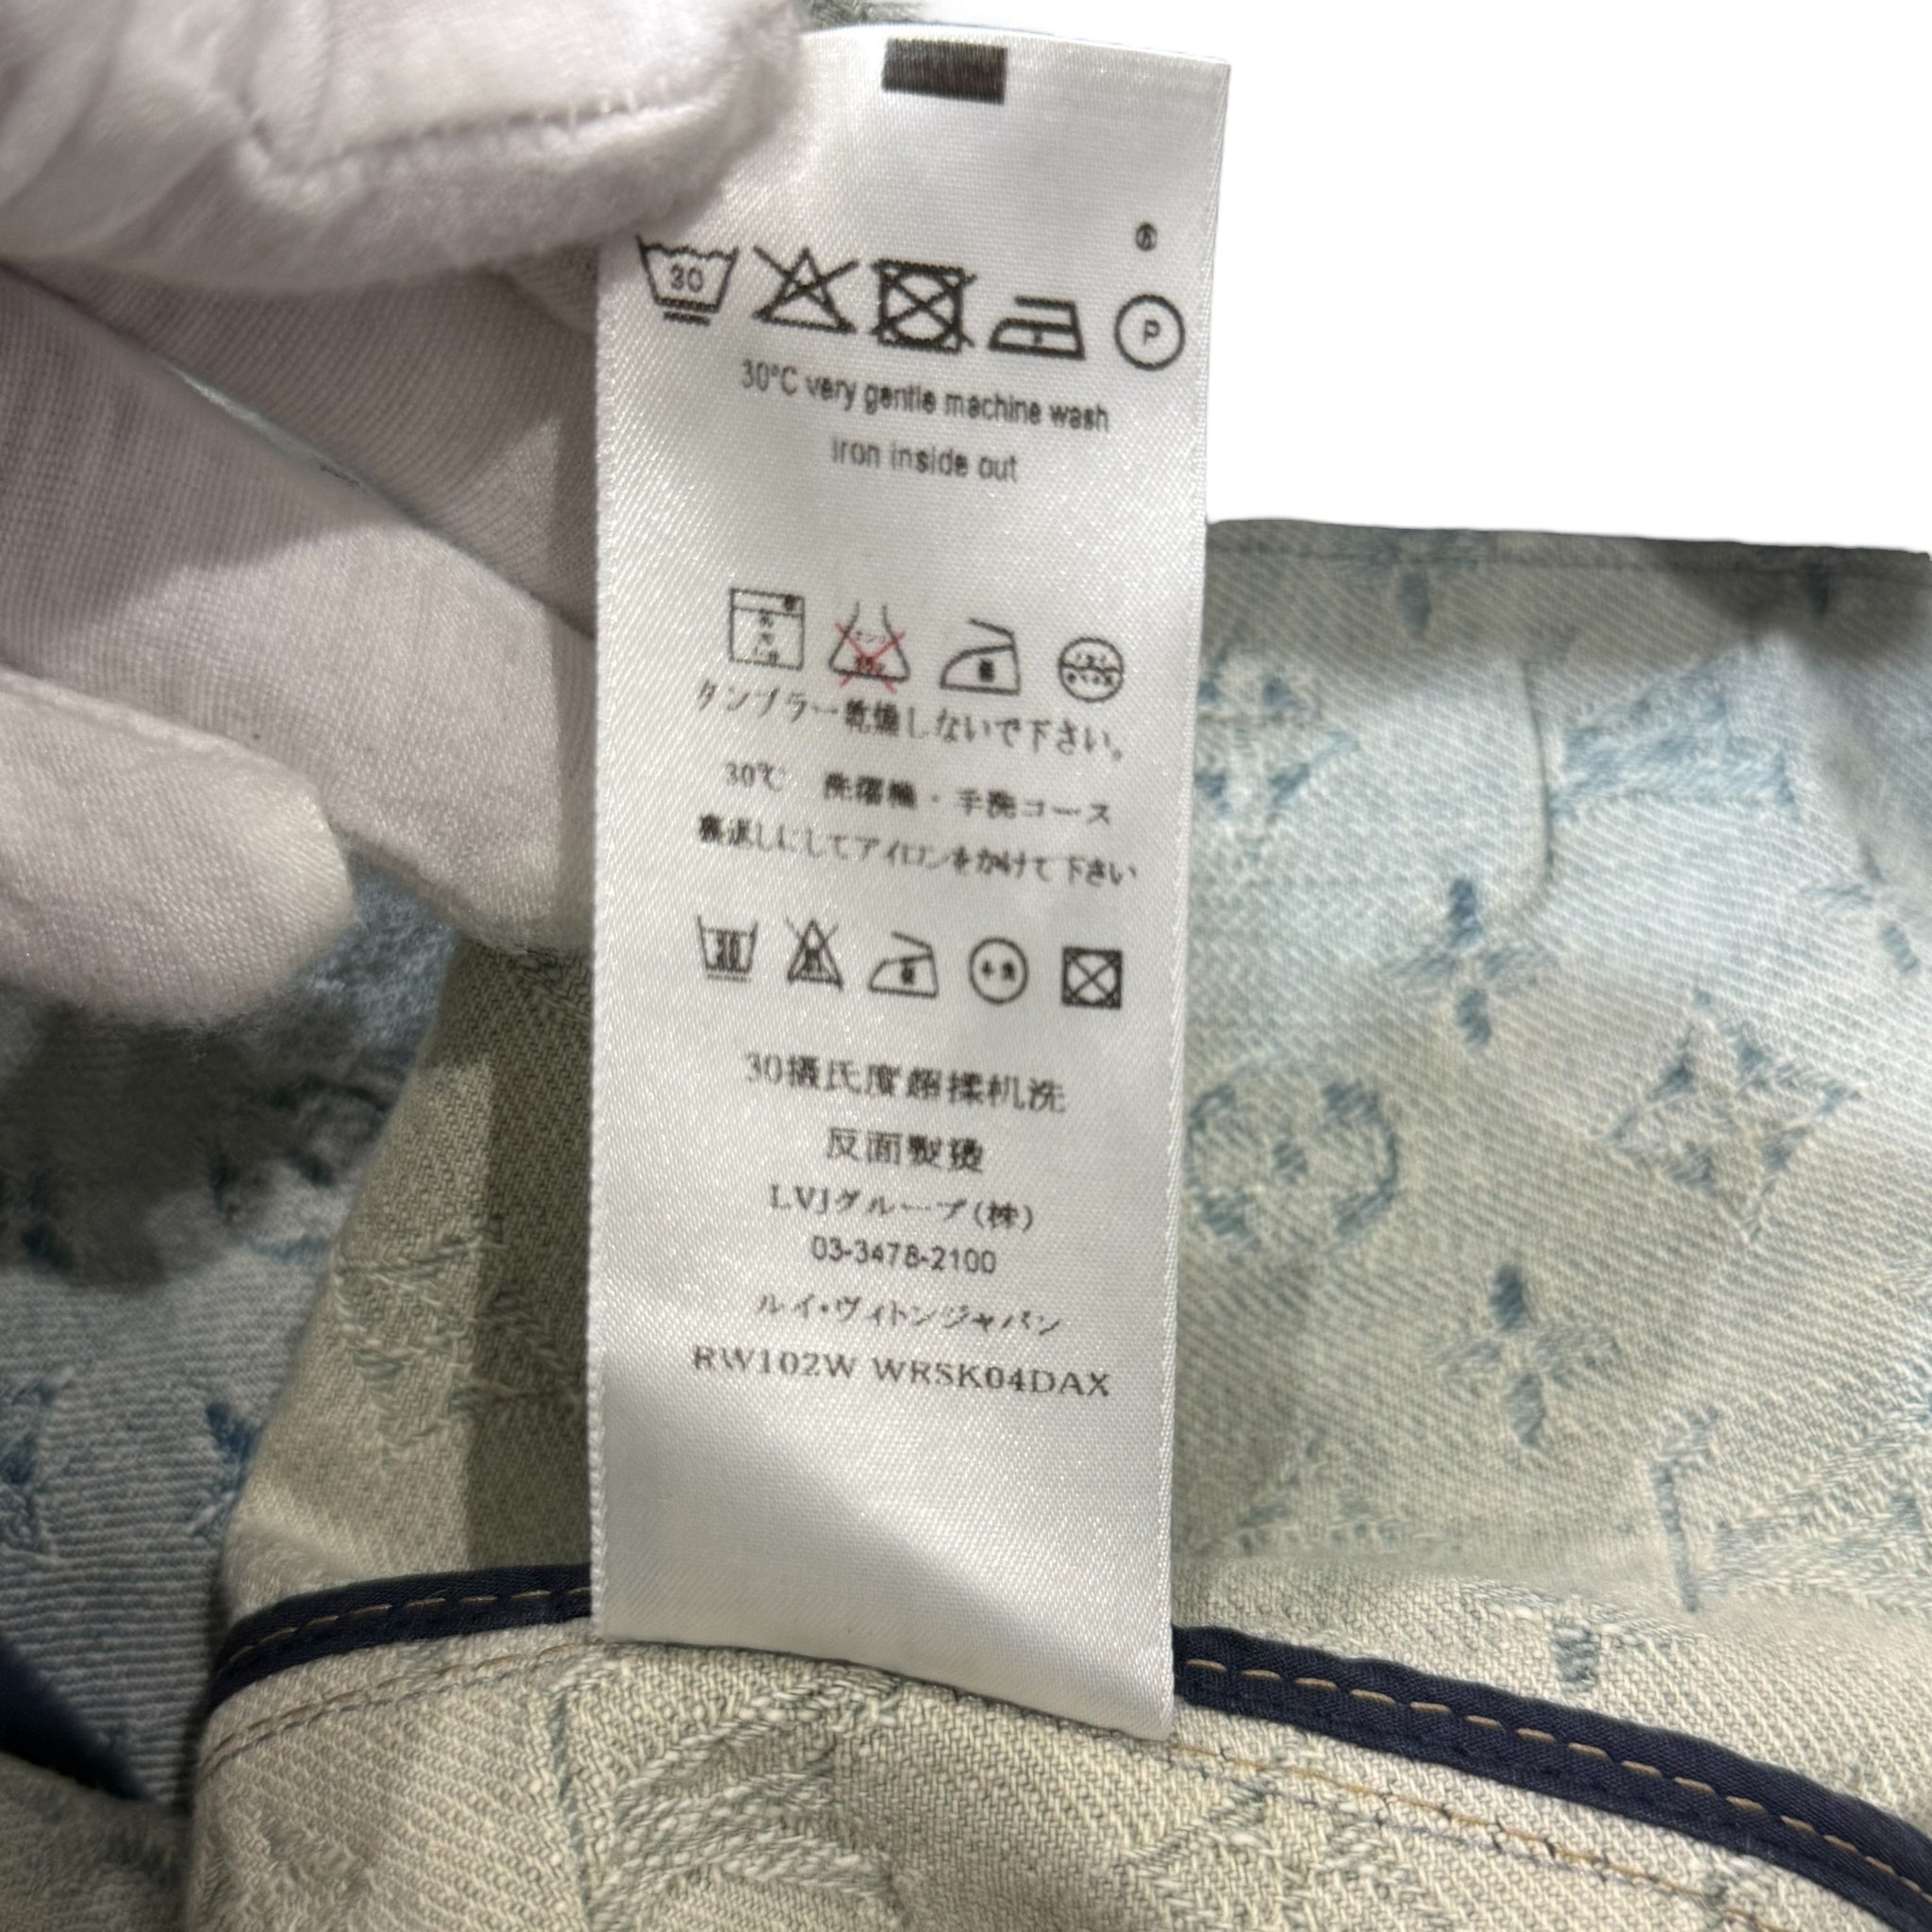 30
P
30°C very gentle machine wash
iron inside out
タンブラー乾燥しないで下さい。
30℃ 洗濯機・手洗コース
裏返しにしてアイロンをかけて下さい
30
30攝氏度超揉机洗
反面製燙
LVJグループ(株)
03-3478-2100
ルイ・ヴィトンジャパン
RW102W WRSK04DAX